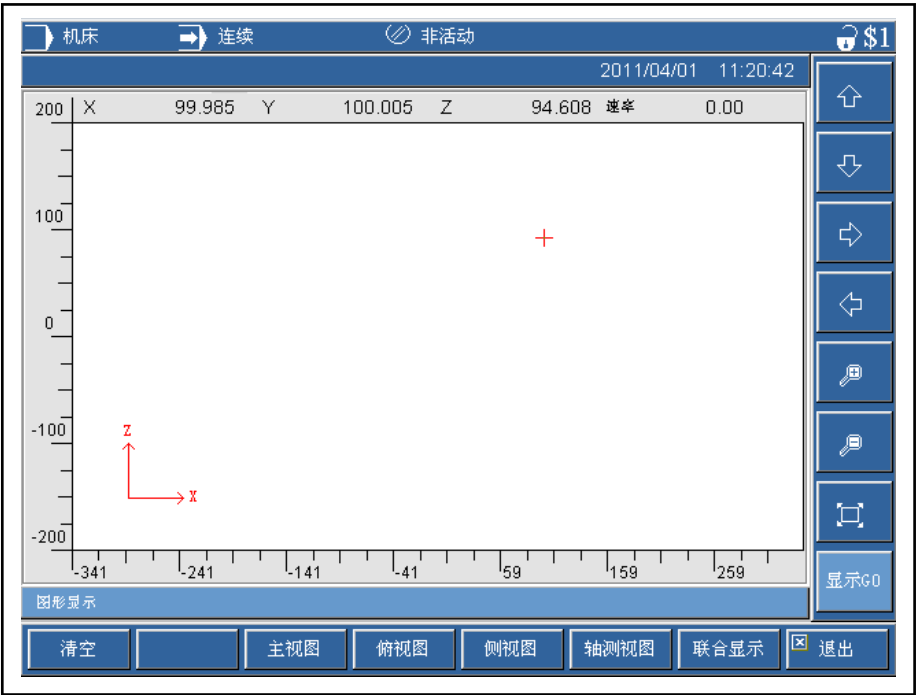 机床 连续 非活动 $1
2011/04/01 11:20:42
X 99.985 Y 100.005 Z 94.608 速率 0.00
200
100
0
-100
-200
Z
X
-341 -241 -141 -41 59 159 259
显示G0
图形显示
清空 主视图 俯视图 侧视图 轴测视图 联合显示 退出